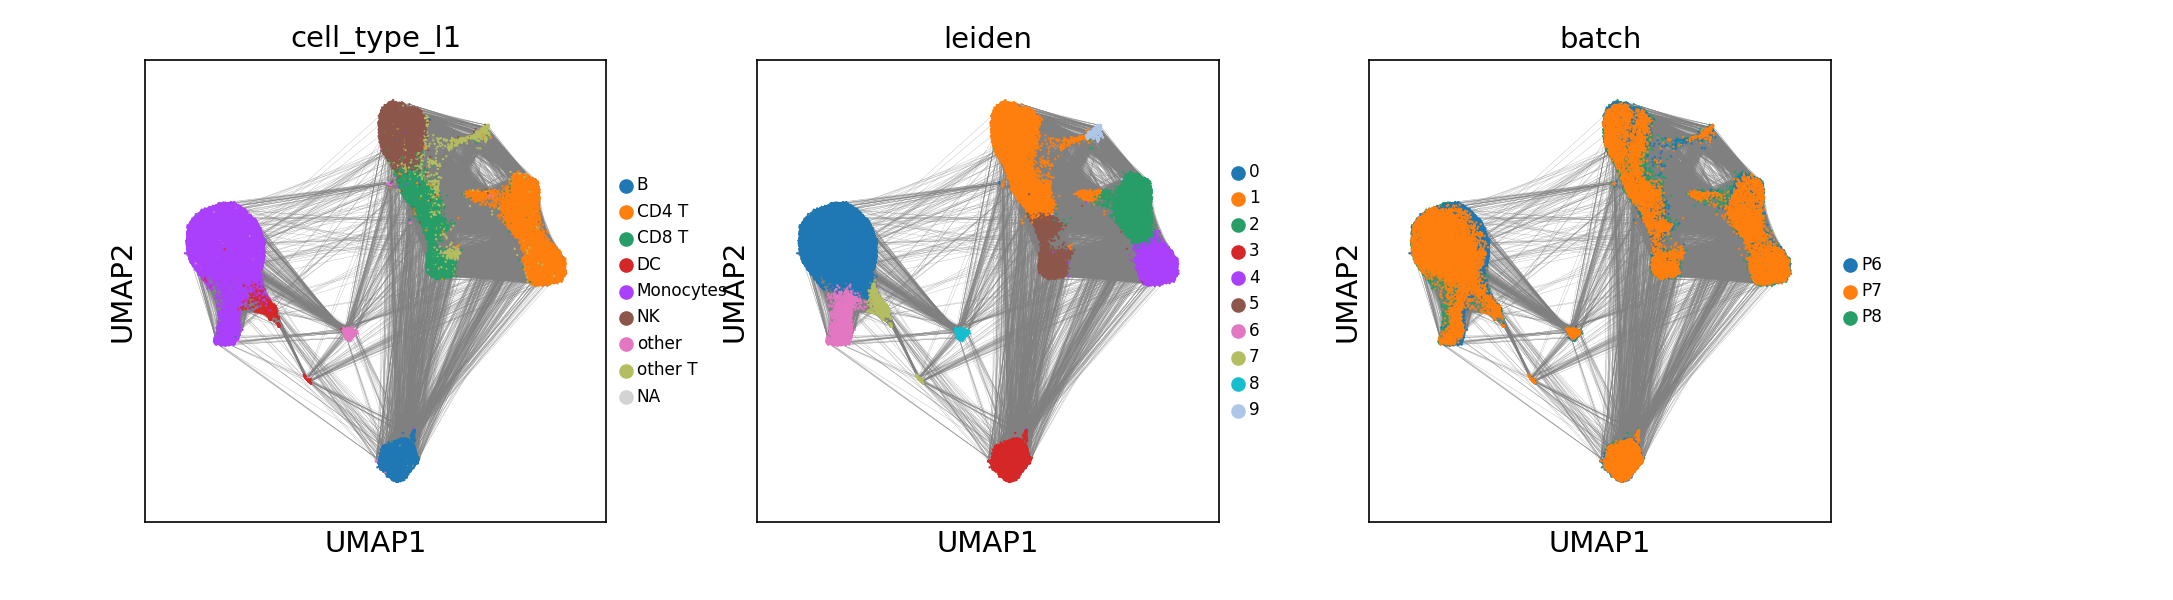 cell_type_l1
UMAP2
UMAP1
B
CD4 T
CD8 T
DC
Monocytes
NK
other
other T
NA
leiden
UMAP2
UMAP1
0
1
2
3
4
5
6
7
8
9
batch
UMAP2
UMAP1
P6
P7
P8